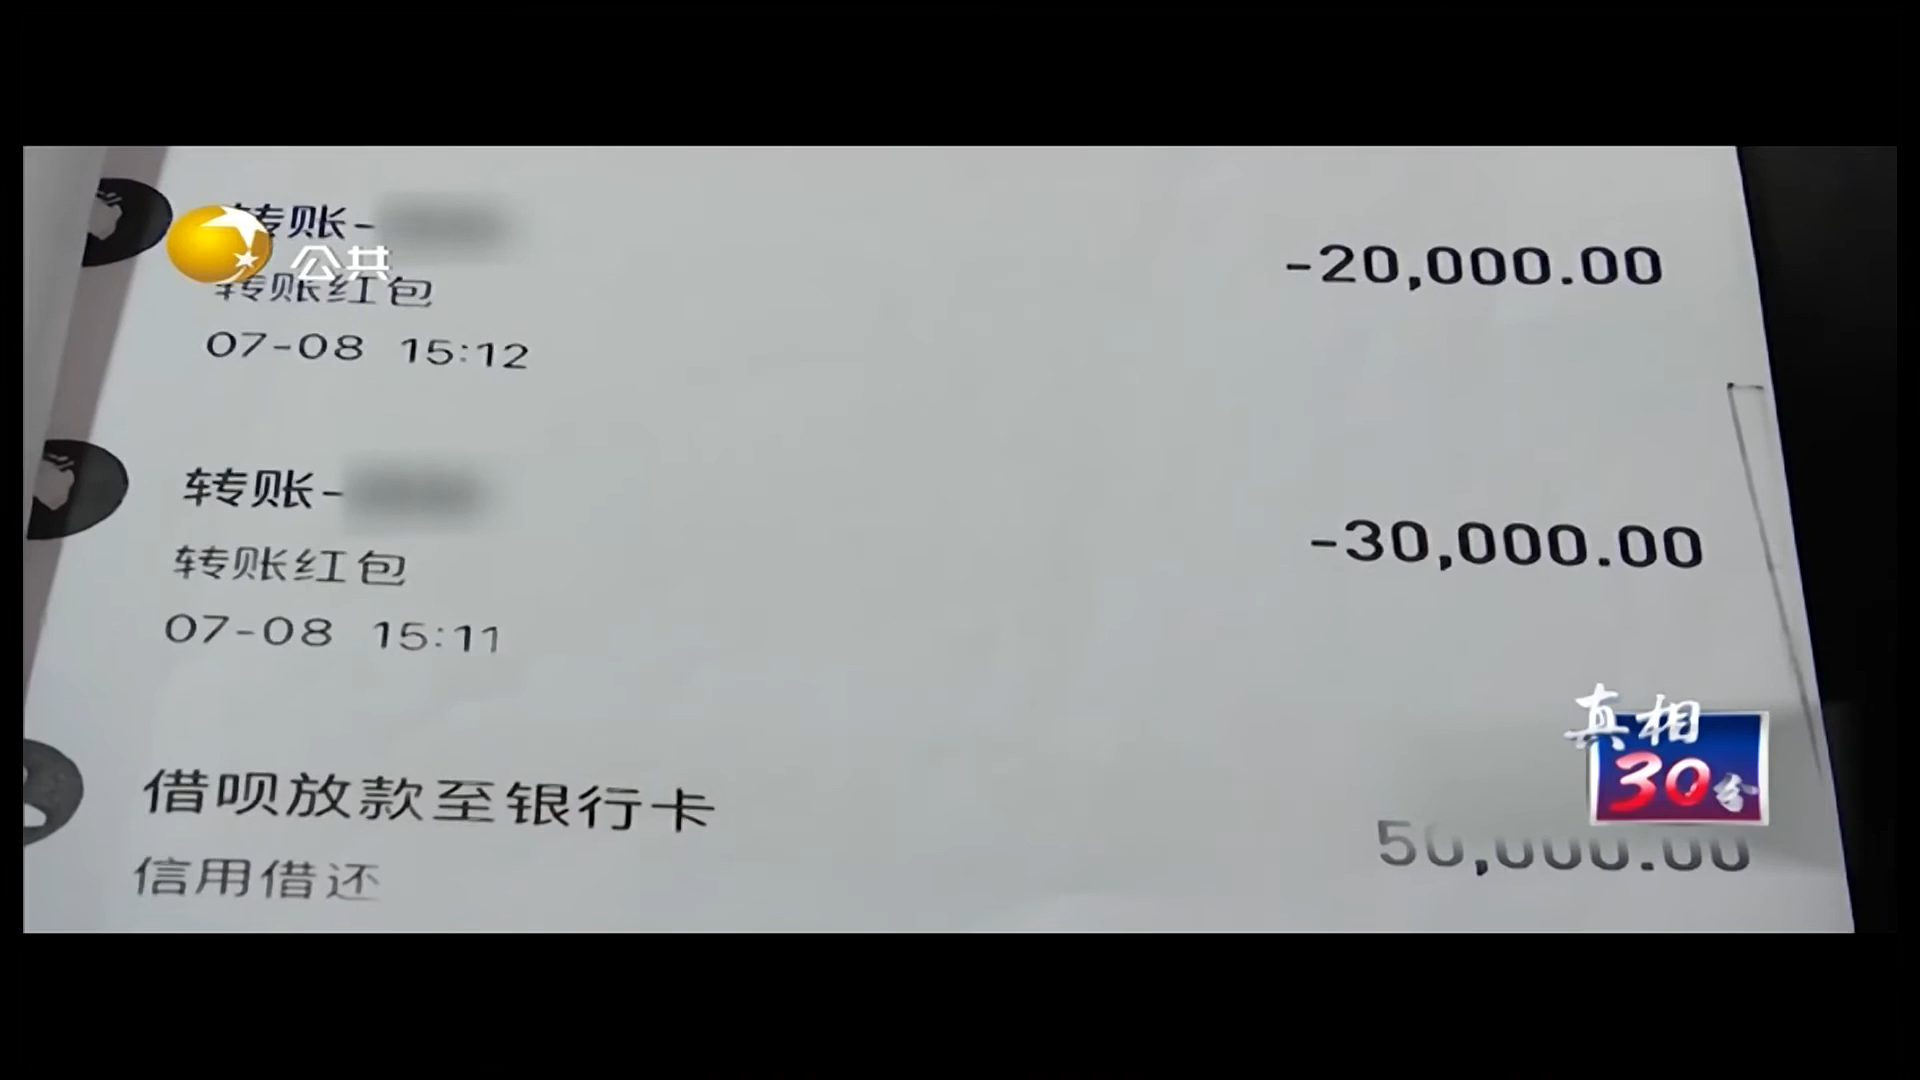 转账-
公共
转账红包
-20,000.00
07-08 15:12
转账-
-30,000.00
转账红包
07-08 15:11
真相
30分
借呗放款至银行卡
50,000.00
信用借还